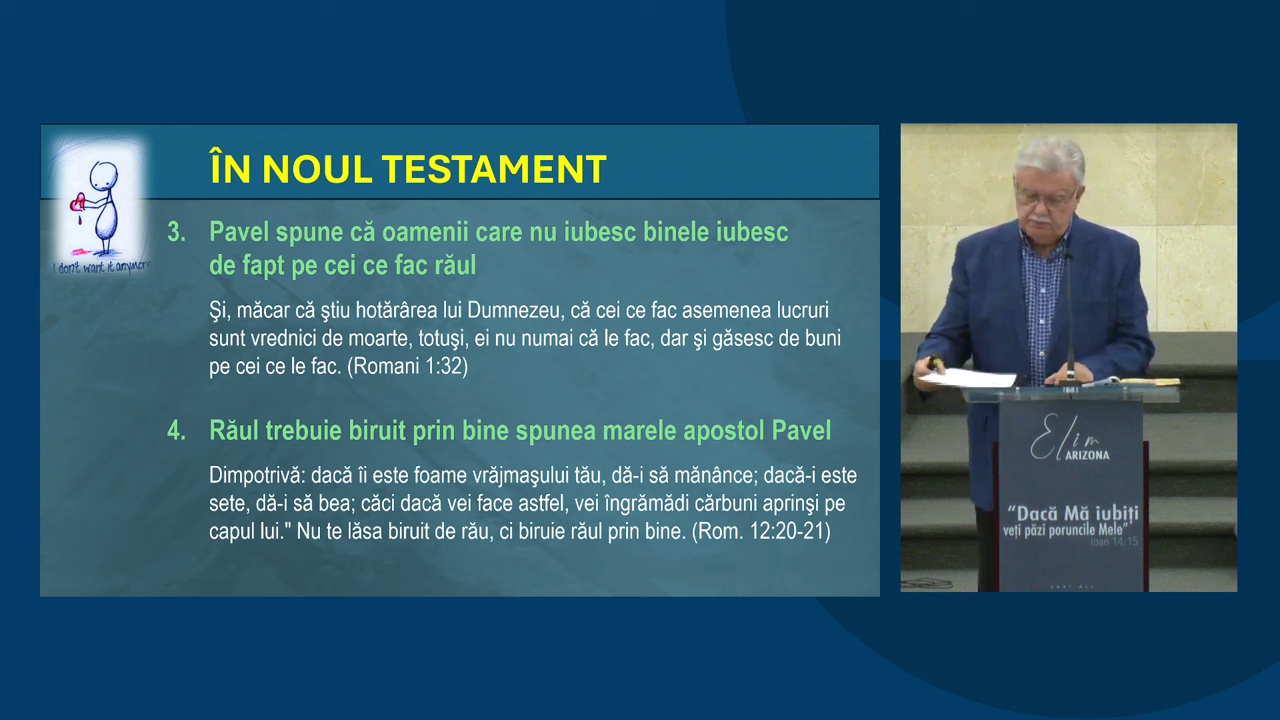 ÎN NOUL TESTAMENT
I don't want it anymore
3. Pavel spune că oamenii care nu iubesc binele iubesc
de fapt pe cei ce fac răul
Şi, măcar că ştiu hotărârea lui Dumnezeu, că cei ce fac asemenea lucruri
sunt vrednici de moarte, totuşi, ei nu numai că le fac, dar şi găsesc de buni
pe cei ce le fac. (Romani 1:32)
4. Răul trebuie biruit prin bine spunea marele apostol Pavel
Dimpotrivă: dacă îi este foame vrăjmaşului tău, dă-i să mănânce; dacă-i este
sete, dă-i să bea; căci dacă vei face astfel, vei îngrămădi cărbuni aprinşi pe
capul lui." Nu te lăsa biruit de rău, ci biruie răul prin bine. (Rom. 12:20-21)
Elim
ARIZONA
“Dacă Mă iubiți
veți păzi poruncile Mele”
Ioan 14:15